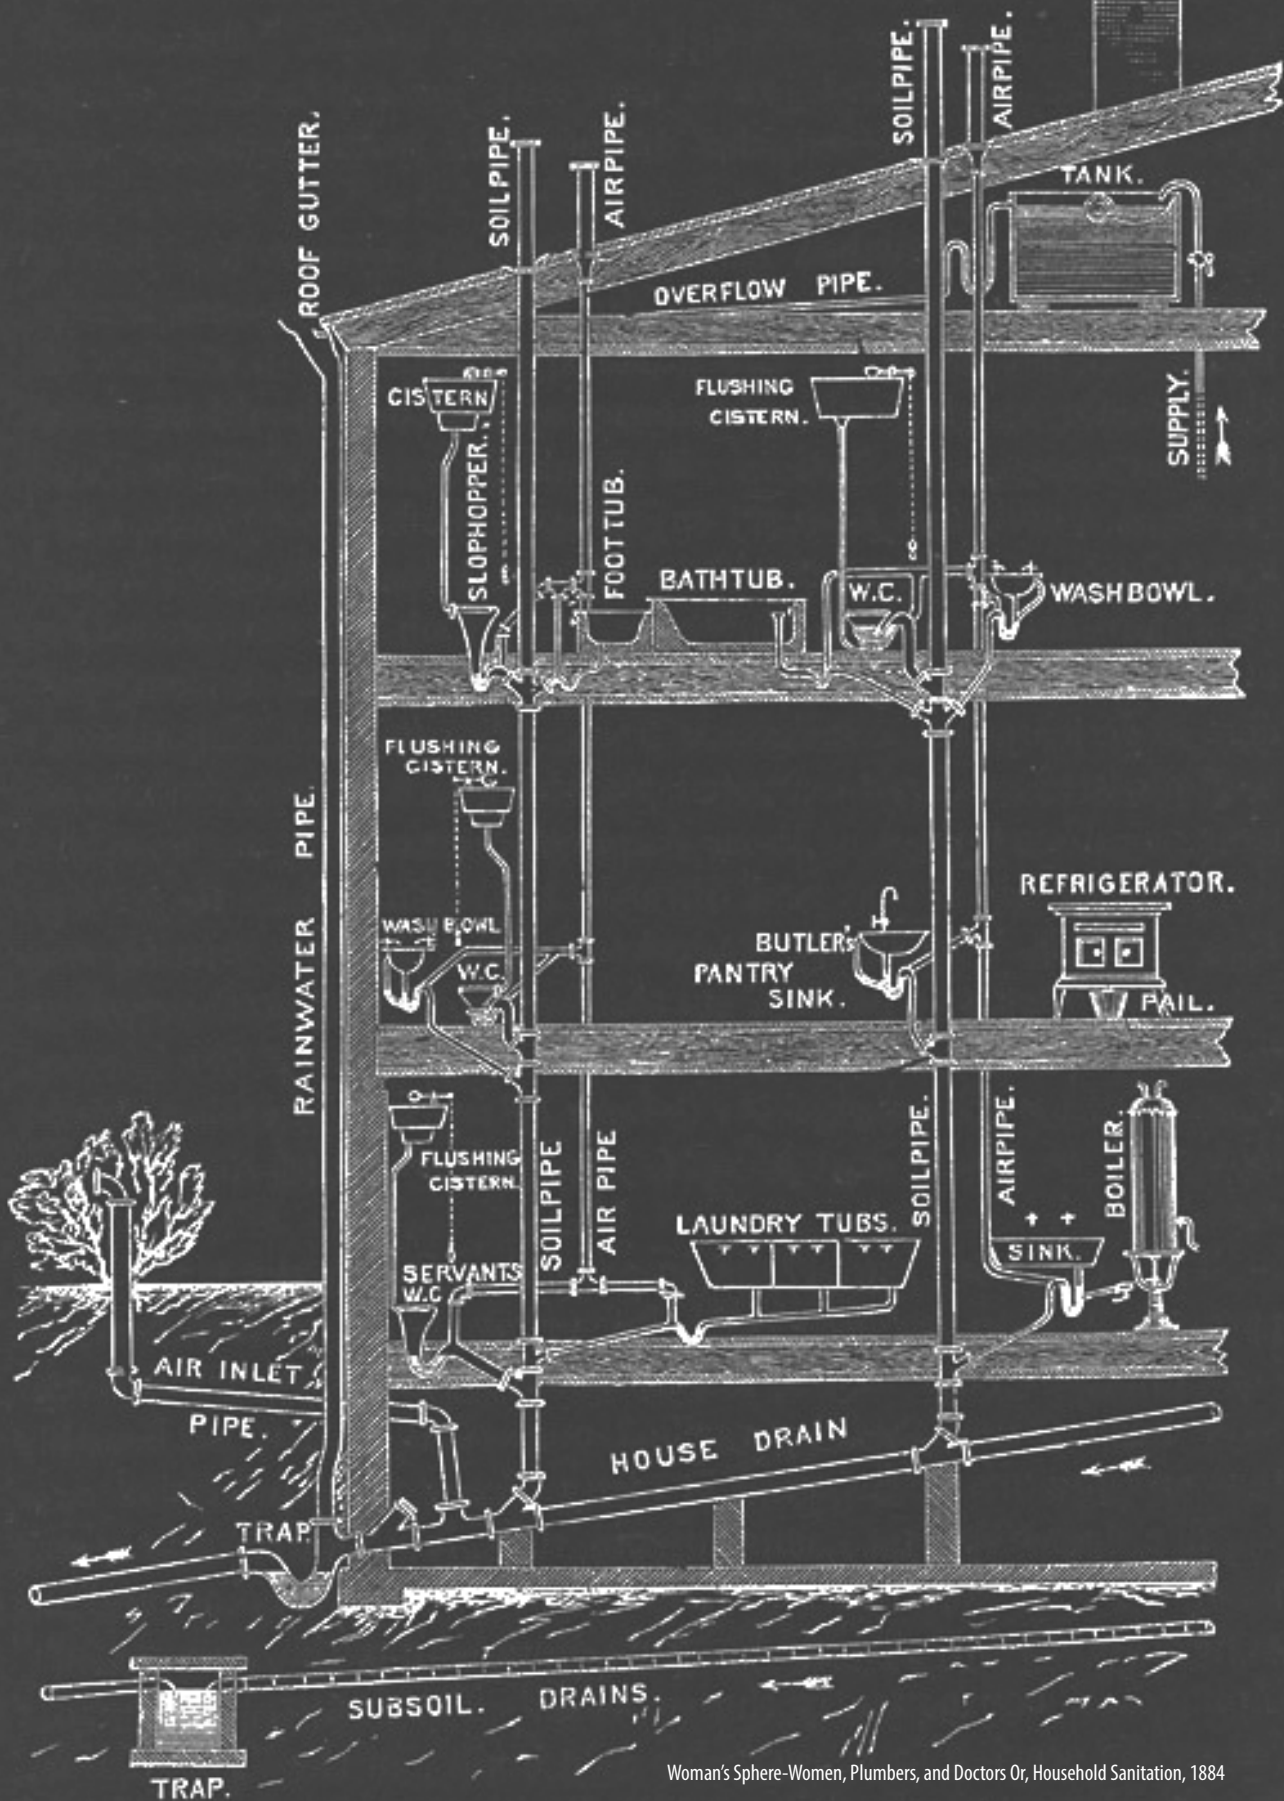 SOILPIPE.
AIRPIPE.
ROOF GUTTER.
SOILPIPE.
AIRPIPE.
TANK.
OVERFLOW PIPE.
CISTERN
SLOPHOPPER.
FLUSHING
CISTERN.
SUPPLY.
FOOT TUB.
BATHTUB.
W.C.
WASHBOWL.
FLUSHING
CISTERN.
RAINWATER PIPE.
WASH BOWL
W.C.
BUTLER'S
PANTRY
SINK.
REFRIGERATOR.
PAIL.
FLUSHING
CISTERN.
SOILPIPE
AIR PIPE
SERVANTS
W.C
LAUNDRY TUBS.
SOILPIPE.
AIRPIPE.
SINK.
BOILER.
AIR INLET
PIPE.
HOUSE DRAIN
TRAP.
SUBSOIL. DRAINS.
TRAP.
Woman's Sphere-Women, Plumbers, and Doctors Or, Household Sanitation, 1884